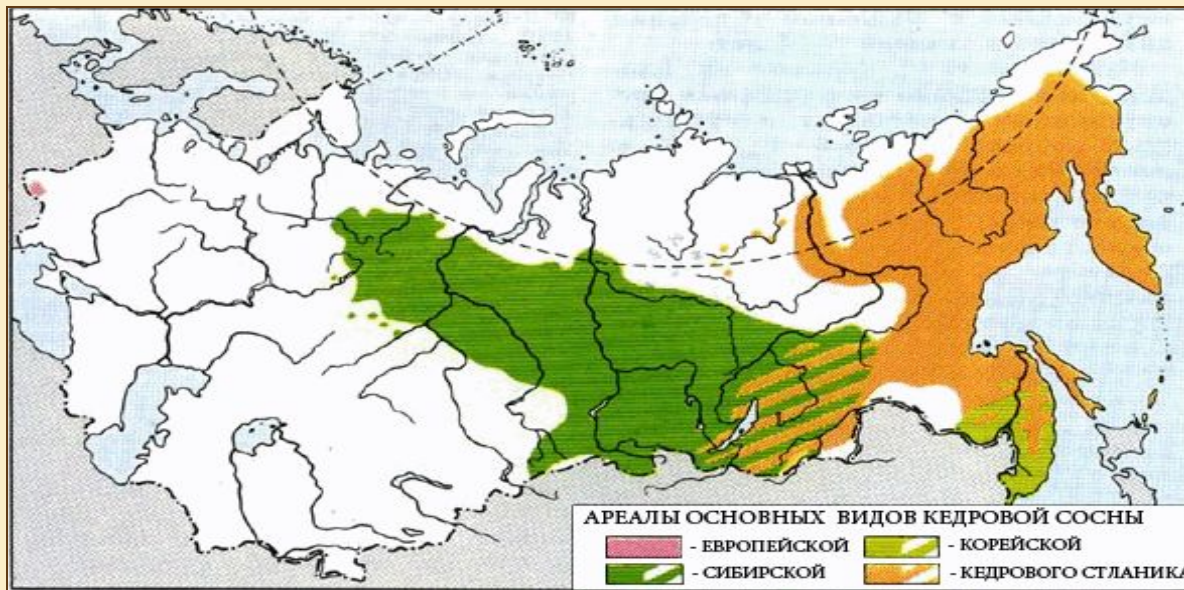 АРЕАЛЫ ОСНОВНЫХ ВИДОВ КЕДРОВОЙ СОСНЫ
- ЕВРОПЕЙСКОЙ
- КОРЕЙСКОЙ
- СИБИРСКОЙ
- КЕДРОВОГО СТЛАНИКА